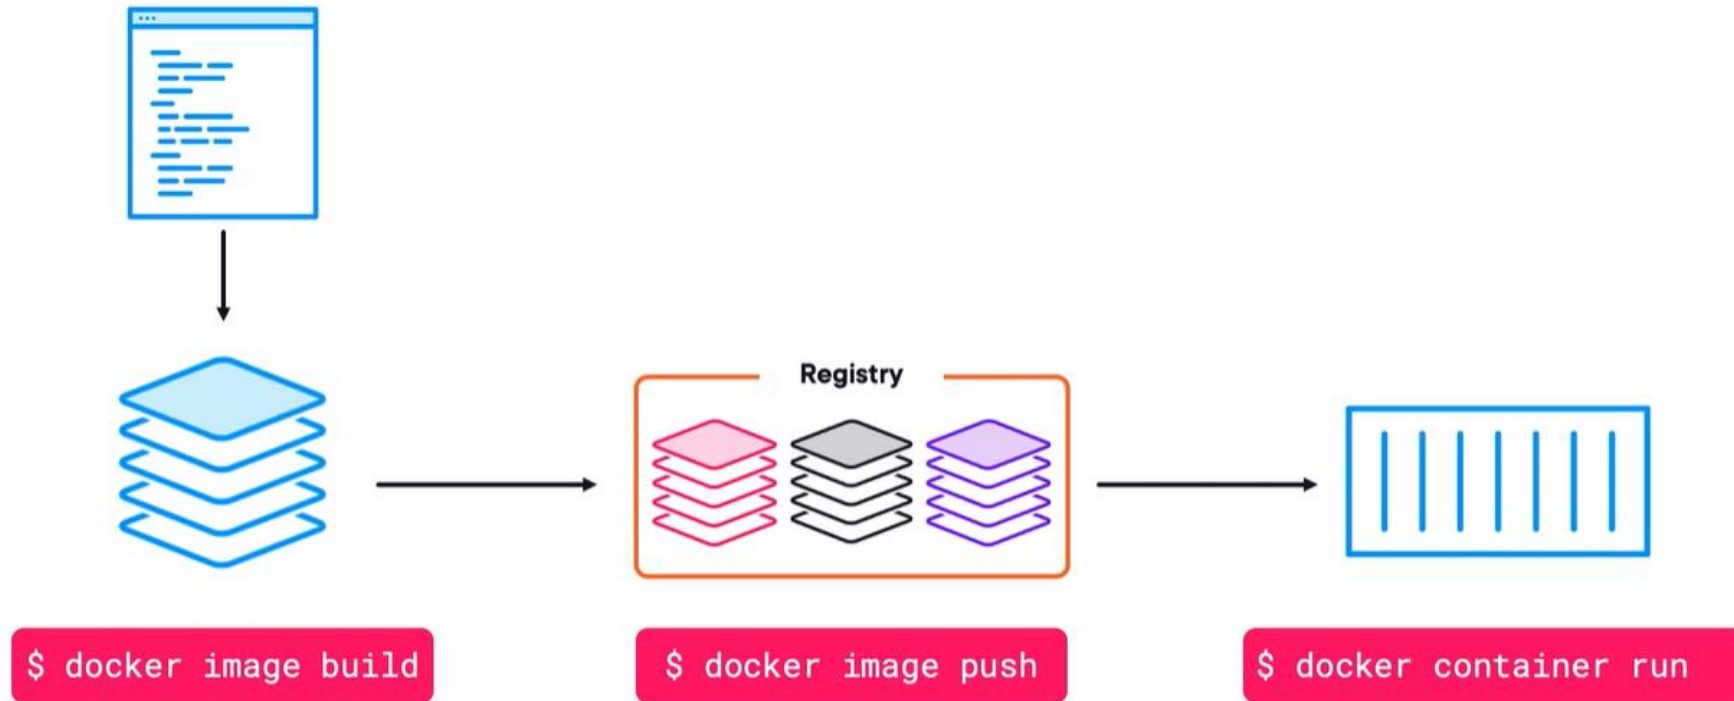 Registry
$ docker image build
$ docker image push
$ docker container run